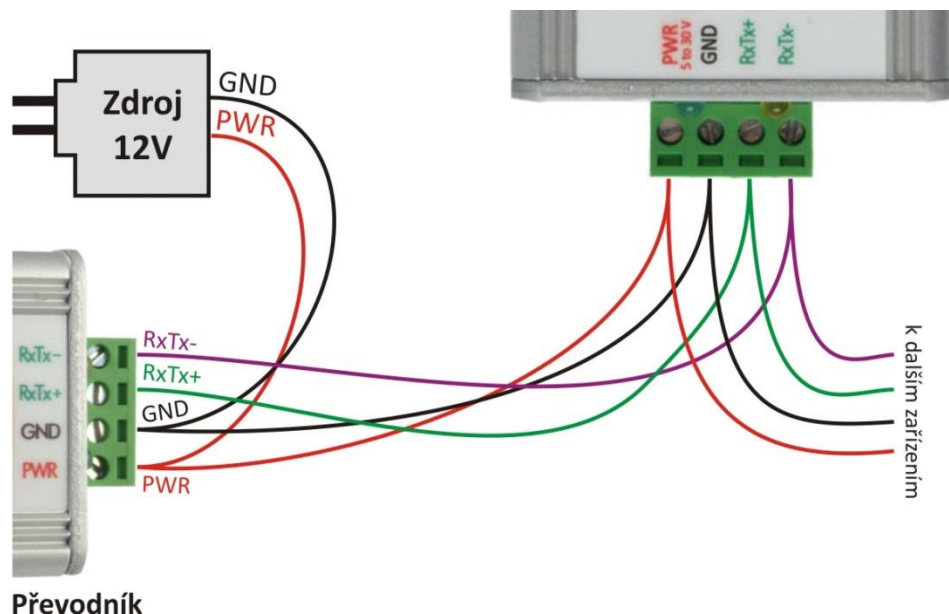 Zdroj
12V
GND
PWR
PWR
5 to 30 V
GND
RxTx+
RxTx-
RxTx-
RxTx+
GND
PWR
RxTx-
RxTx+
GND
PWR
k dalším zařízením
Převodník